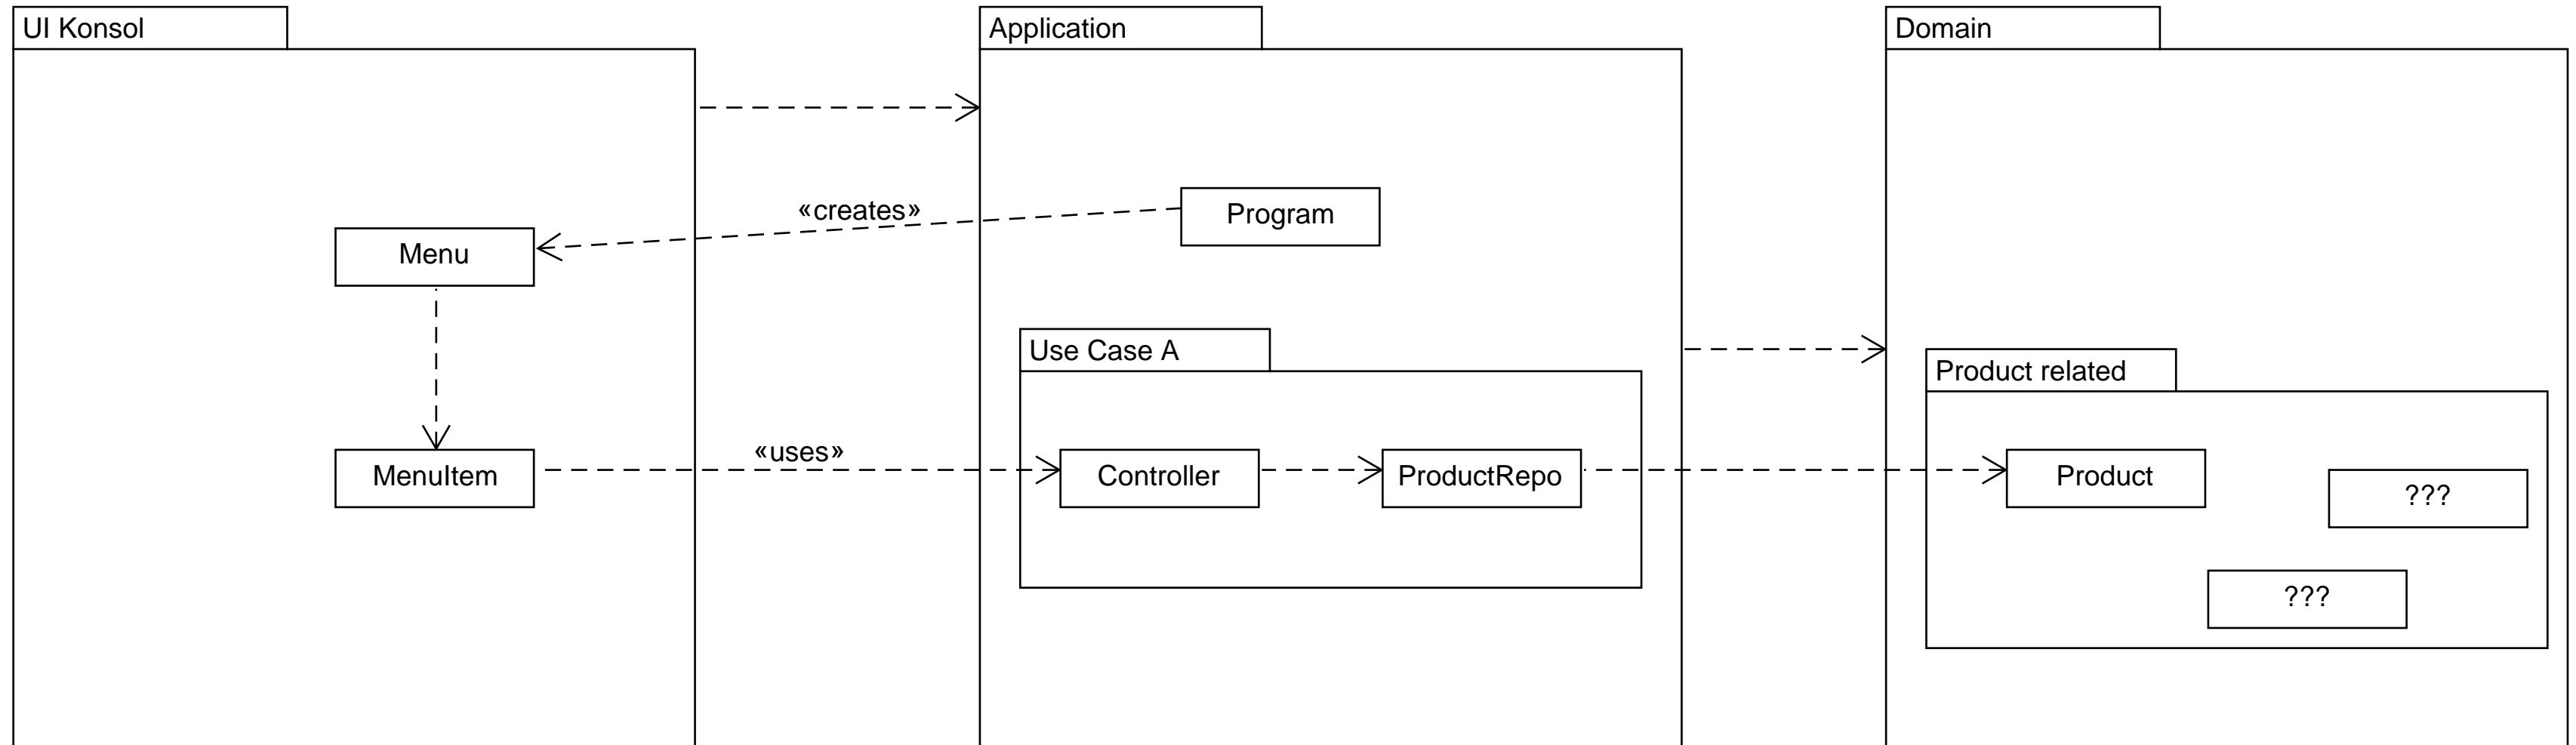 UI Konsol
Application
Domain
«creates»
Program
Menu
Use Case A
Product related
«uses»
MenuItem
Controller
ProductRepo
Product
???
???